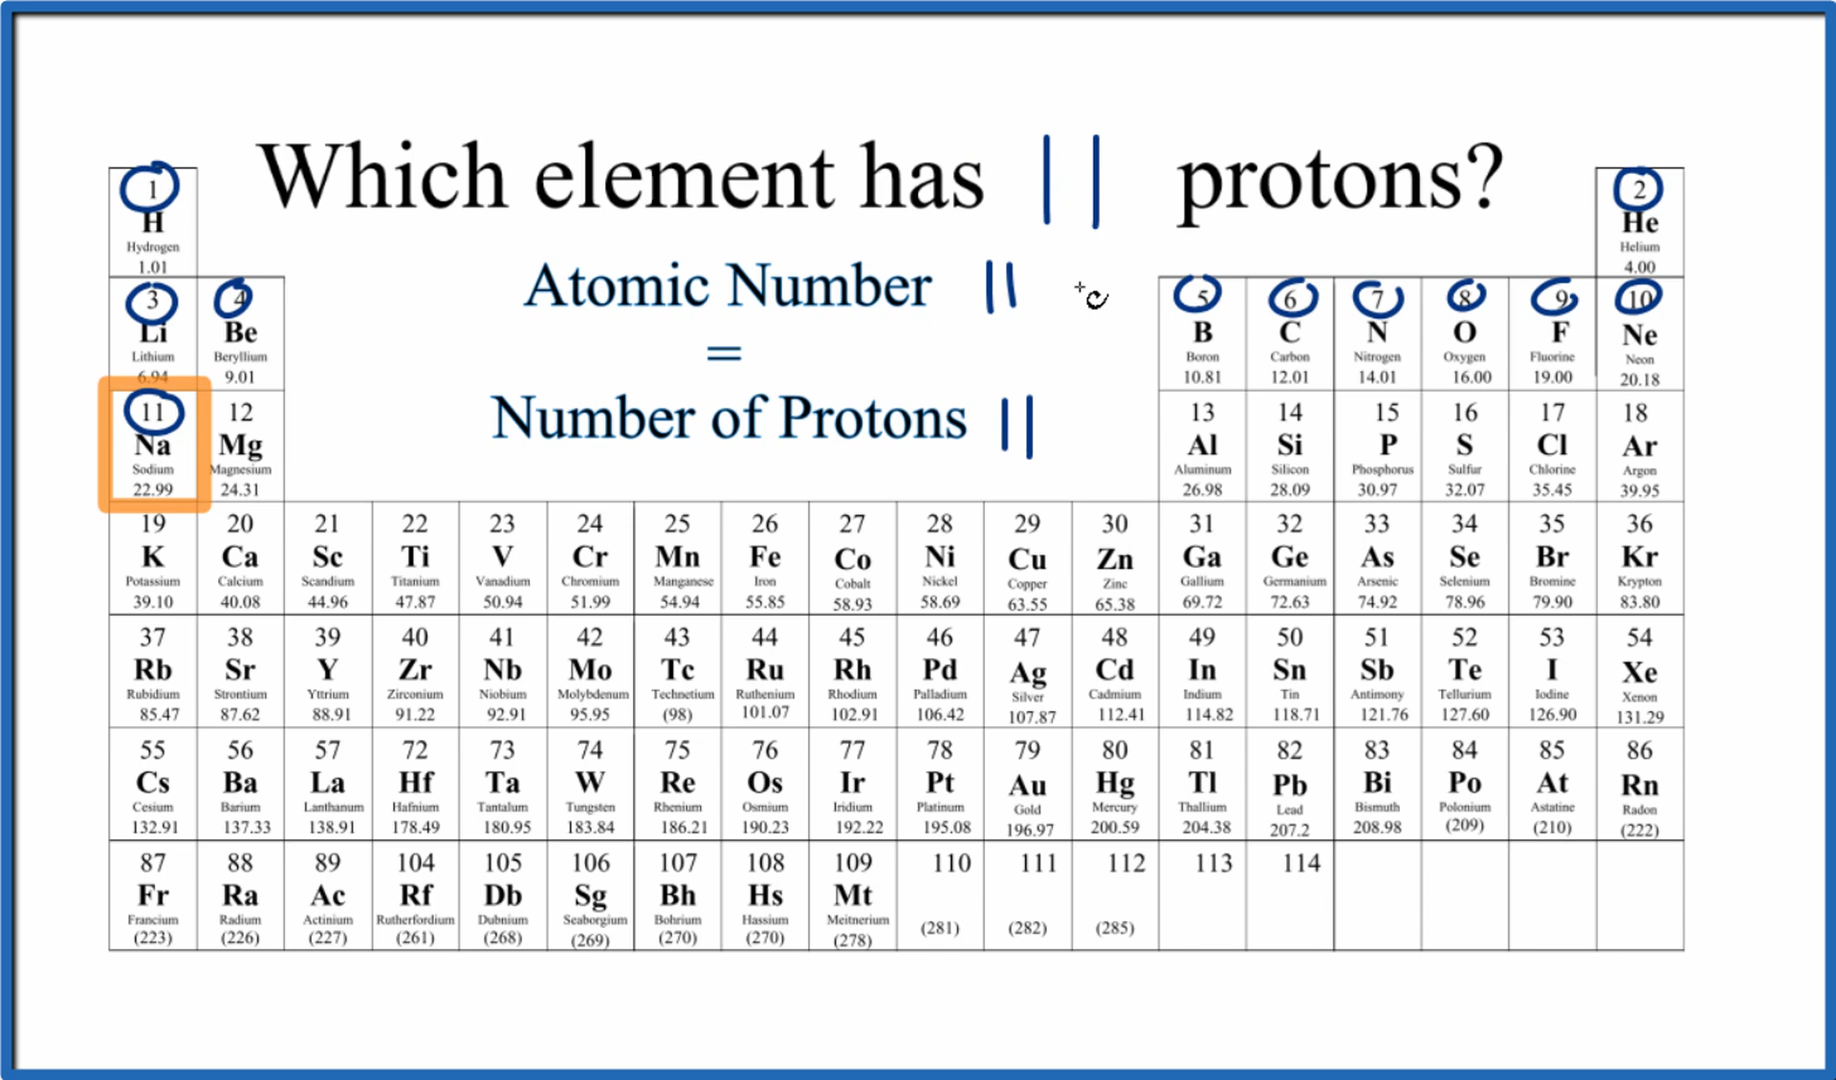 Which element has 11 protons?
Atomic Number 11
=
Number of Protons 11
1 2
H He
Hydrogen Helium
1.01 4.00
3 4 5 6 7 8 9 10
Li Be B C N O F Ne
Lithium Beryllium Boron Carbon Nitrogen Oxygen Fluorine Neon
6.94 9.01 10.81 12.01 14.01 16.00 19.00 20.18
11 12 13 14 15 16 17 18
Na Mg Al Si P S Cl Ar
Sodium Magnesium Aluminum Silicon Phosphorus Sulfur Chlorine Argon
22.99 24.31 26.98 28.09 30.97 32.07 35.45 39.95
19 20 21 22 23 24 25 26 27 28 29 30 31 32 33 34 35 36
K Ca Sc Ti V Cr Mn Fe Co Ni Cu Zn Ga Ge As Se Br Kr
Potassium Calcium Scandium Titanium Vanadium Chromium Manganese Iron Cobalt Nickel Copper Zinc Gallium Germanium Arsenic Selenium Bromine Krypton
39.10 40.08 44.96 47.87 50.94 51.99 54.94 55.85 58.93 58.69 63.55 65.38 69.72 72.63 74.92 78.96 79.90 83.80
37 38 39 40 41 42 43 44 45 46 47 48 49 50 51 52 53 54
Rb Sr Y Zr Nb Mo Tc Ru Rh Pd Ag Cd In Sn Sb Te I Xe
Rubidium Strontium Yttrium Zirconium Niobium Molybdenum Technetium Ruthenium Rhodium Palladium Silver Cadmium Indium Tin Antimony Tellurium Iodine Xenon
85.47 87.62 88.91 91.22 92.91 95.95 (98) 101.07 102.91 106.42 107.87 112.41 114.82 118.71 121.76 127.60 126.90 131.29
55 56 57 72 73 74 75 76 77 78 79 80 81 82 83 84 85 86
Cs Ba La Hf Ta W Re Os Ir Pt Au Hg Tl Pb Bi Po At Rn
Cesium Barium Lanthanum Hafnium Tantalum Tungsten Rhenium Osmium Iridium Platinum Gold Mercury Thallium Lead Bismuth Polonium Astatine Radon
132.91 137.33 138.91 178.49 180.95 183.84 186.21 190.23 192.22 195.08 196.97 200.59 204.38 207.2 208.98 (209) (210) (222)
87 88 89 104 105 106 107 108 109 110 111 112 113 114
Fr Ra Ac Rf Db Sg Bh Hs Mt
Francium Radium Actinium Rutherfordium Dubnium Seaborgium Bohrium Hassium Meitnerium
(223) (226) (227) (261) (268) (269) (270) (270) (278) (281) (282) (285)